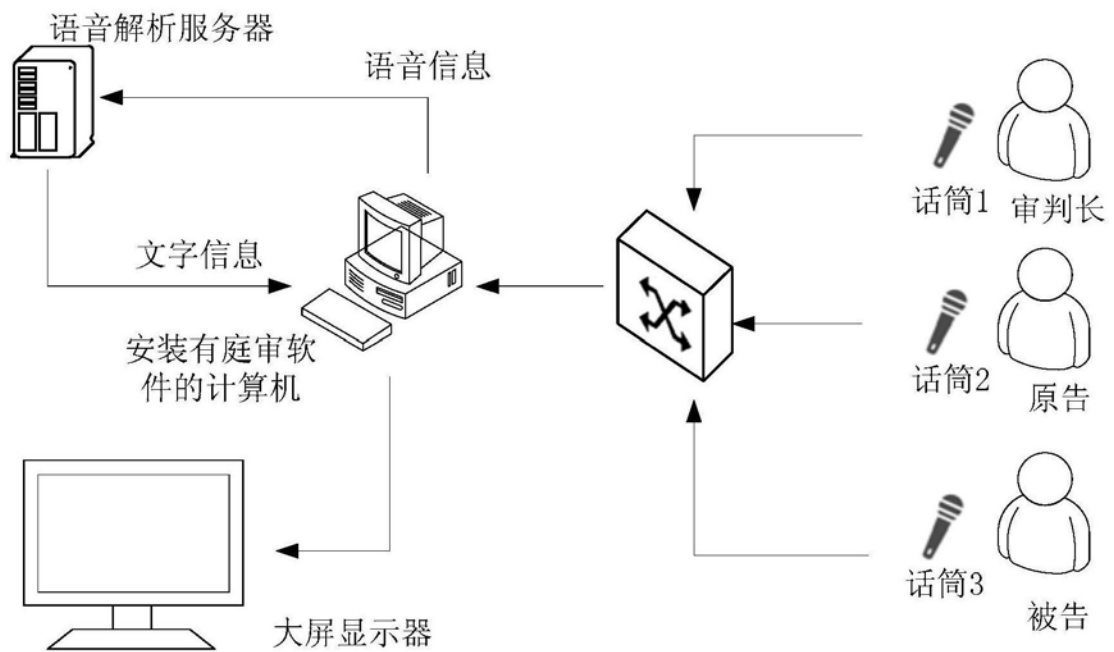 语音解析服务器
语音信息
话筒1
审判长
文字信息
安装有庭审软
件的计算机
话筒2
原告
话筒3
被告
大屏显示器